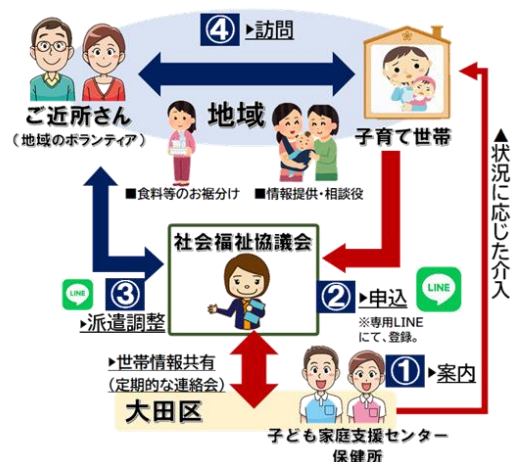 ④ ▶訪問
ご近所さん
(地域のボランティア)
地域
子育て世帯
■食料等のお裾分け
■情報提供・相談役
▲状況に応じた介入
社会福祉協議会
LINE
③
▶派遣調整
② ▶申込
LINE
※専用LINE
にて、登録。
▶世帯情報共有
(定期的な連絡会)
① ▶案内
大田区
子ども家庭支援センター
保健所